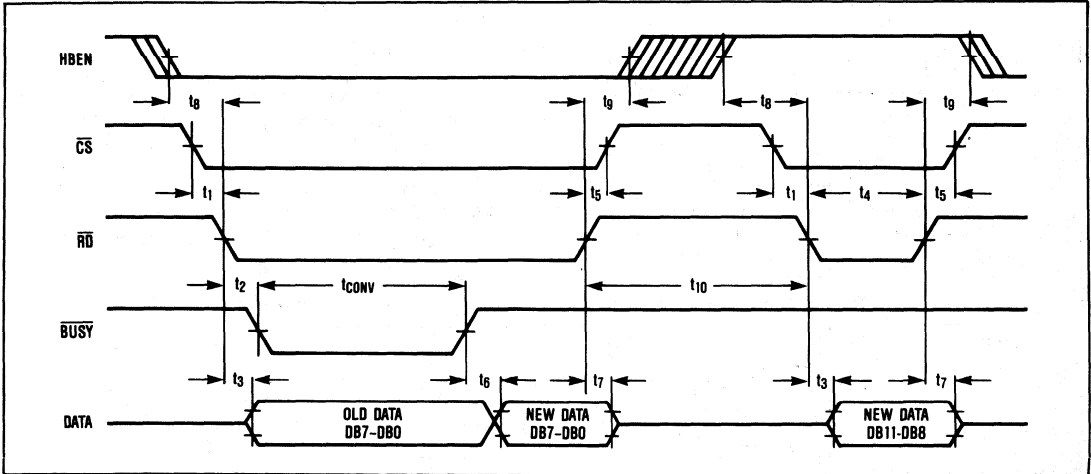 HBEN
t8 t9 t8 t9
CS
t1 t5 t1 t4 t5
RD
t2 tCONV t10
BUSY
t3 t6 t7 t3 t7
DATA OLD DATA NEW DATA NEW DATA
DB7-DB0 DB7-DB0 DB11-DB8